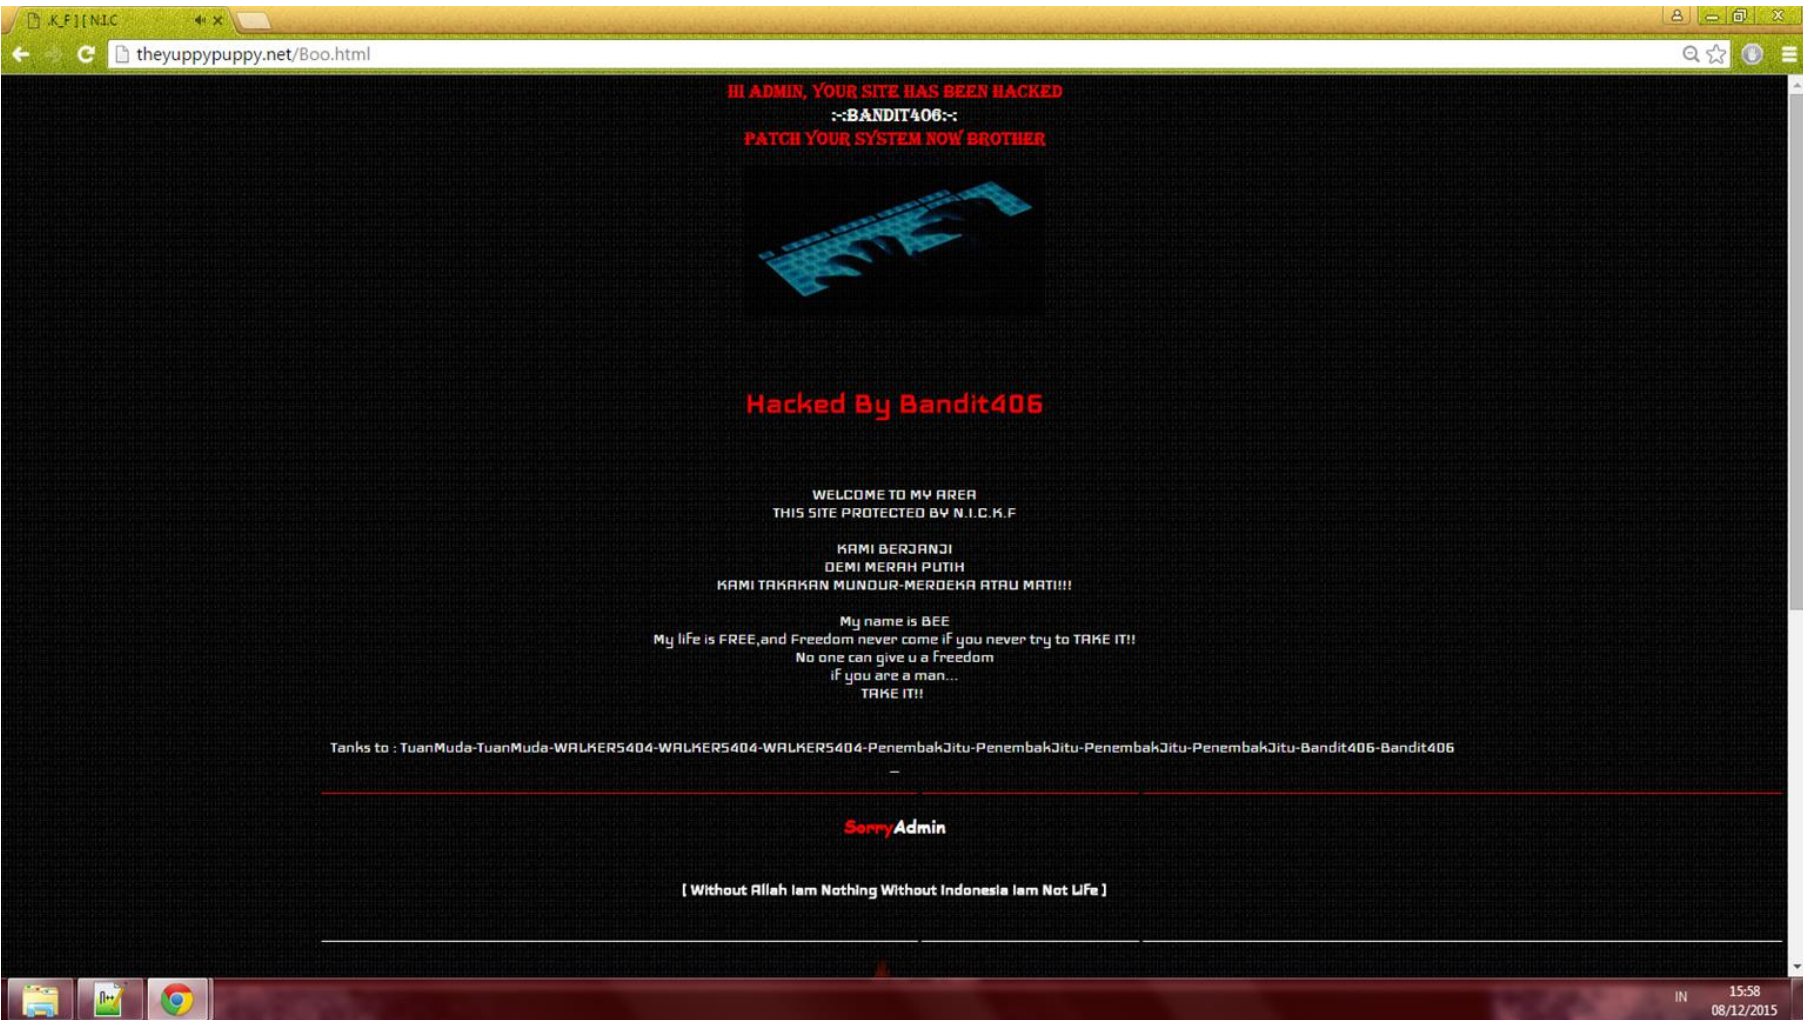 .K_F ] [ N.I.C
theyuppypuppy.net/Boo.html
HI ADMIN, YOUR SITE HAS BEEN HACKED
:-:BANDIT406:-:
PATCH YOUR SYSTEM NOW BROTHER
Hacked By Bandit406
WELCOME TO MY AREA
THIS SITE PROTECTED BY N.I.C.K.F
KAMI BERJANJI
DEMI MERAH PUTIH
KAMI TAKAKAN MUNDUR-MERDEKA ATAU MATI!!!
My name is BEE
My life is FREE,and Freedom never come if you never try to TAKE IT!!
No one can give u a freedom
if you are a man...
TAKE IT!!
Tanks to : TuanMuda-TuanMuda-WALKER5404-WALKER5404-WALKER5404-PenembakJitu-PenembakJitu-PenembakJitu-PenembakJitu-Bandit406-Bandit406
_
SorryAdmin
[ Without Allah Iam Nothing Without Indonesia Iam Not Life ]
IN
15:58
08/12/2015